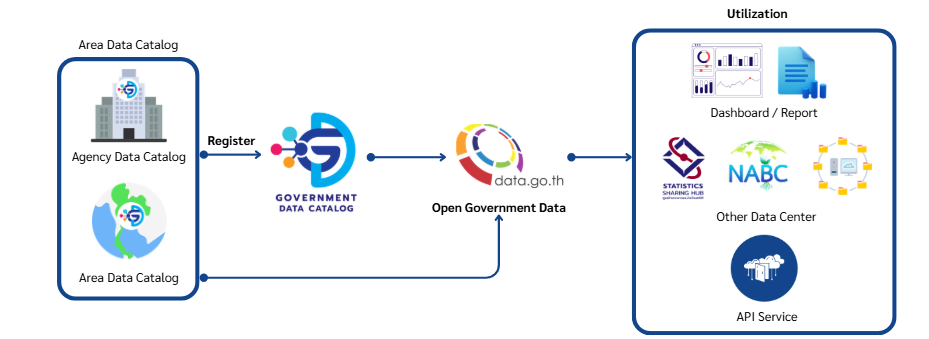 Utilization
Area Data Catalog
Agency Data Catalog
Area Data Catalog
Register
GOVERNMENT
DATA CATALOG
data.go.th
Open Government Data
Dashboard / Report
STATISTICS
SHARING HUB
NABC
Other Data Center
API Service